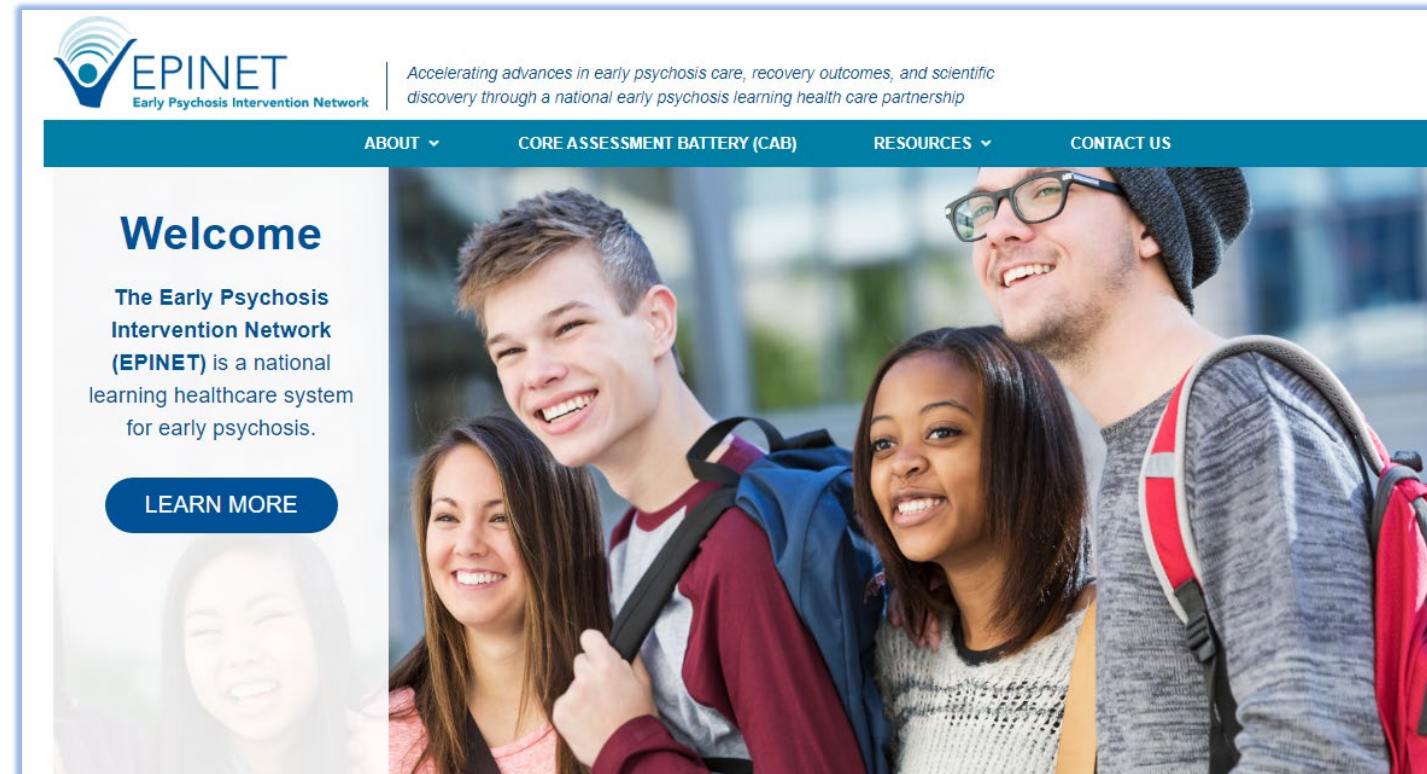 EPINET
Early Psychosis Intervention Network
Accelerating advances in early psychosis care, recovery outcomes, and scientific
discovery through a national early psychosis learning health care partnership
ABOUT
CORE ASSESSMENT BATTERY (CAB)
RESOURCES
CONTACT US
Welcome
The Early Psychosis
Intervention Network
(EPINET) is a national
learning healthcare system
for early psychosis.
LEARN MORE